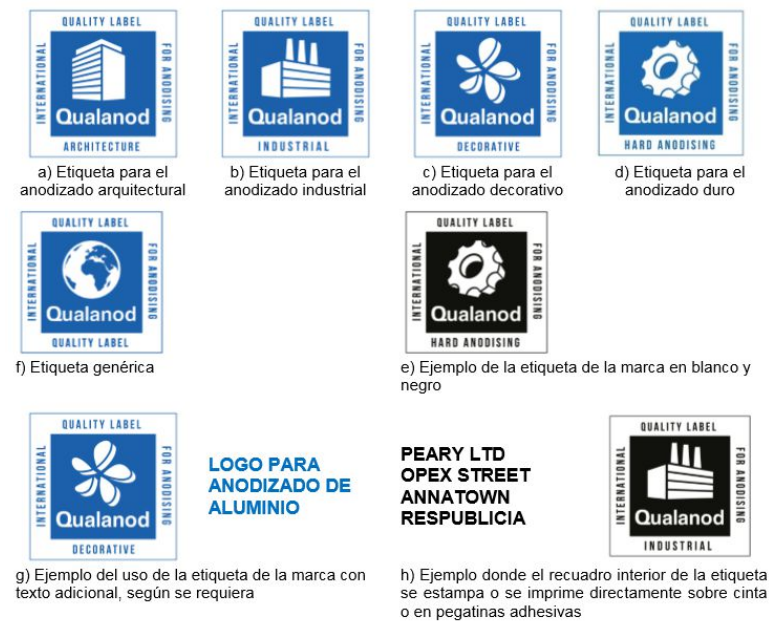 QUALITY LABEL
INTERNATIONAL
FOR ANODISING
Qualanod
ARCHITECTURE
a) Etiqueta para el
anodizado arquitectural
QUALITY LABEL
INTERNATIONAL
FOR ANODISING
Qualanod
INDUSTRIAL
b) Etiqueta para el
anodizado industrial
QUALITY LABEL
INTERNATIONAL
FOR ANODISING
Qualanod
DECORATIVE
c) Etiqueta para el
anodizado decorativo
QUALITY LABEL
INTERNATIONAL
FOR ANODISING
Qualanod
HARD ANODISING
d) Etiqueta para el
anodizado duro
QUALITY LABEL
INTERNATIONAL
FOR ANODISING
Qualanod
QUALITY LABEL
f) Etiqueta genérica
QUALITY LABEL
INTERNATIONAL
FOR ANODISING
Qualanod
HARD ANODISING
e) Ejemplo de la etiqueta de la marca en blanco y
negro
QUALITY LABEL
INTERNATIONAL
FOR ANODISING
Qualanod
DECORATIVE
LOGO PARA
ANODIZADO DE
ALUMINIO
g) Ejemplo del uso de la etiqueta de la marca con
texto adicional, según se requiera
PEARY LTD
OPEX STREET
ANNATOWN
RESPUBLICIA
QUALITY LABEL
INTERNATIONAL
FOR ANODISING
Qualanod
INDUSTRIAL
h) Ejemplo donde el recuadro interior de la etiqueta
se estampa o se imprime directamente sobre cinta
o en pegatinas adhesivas